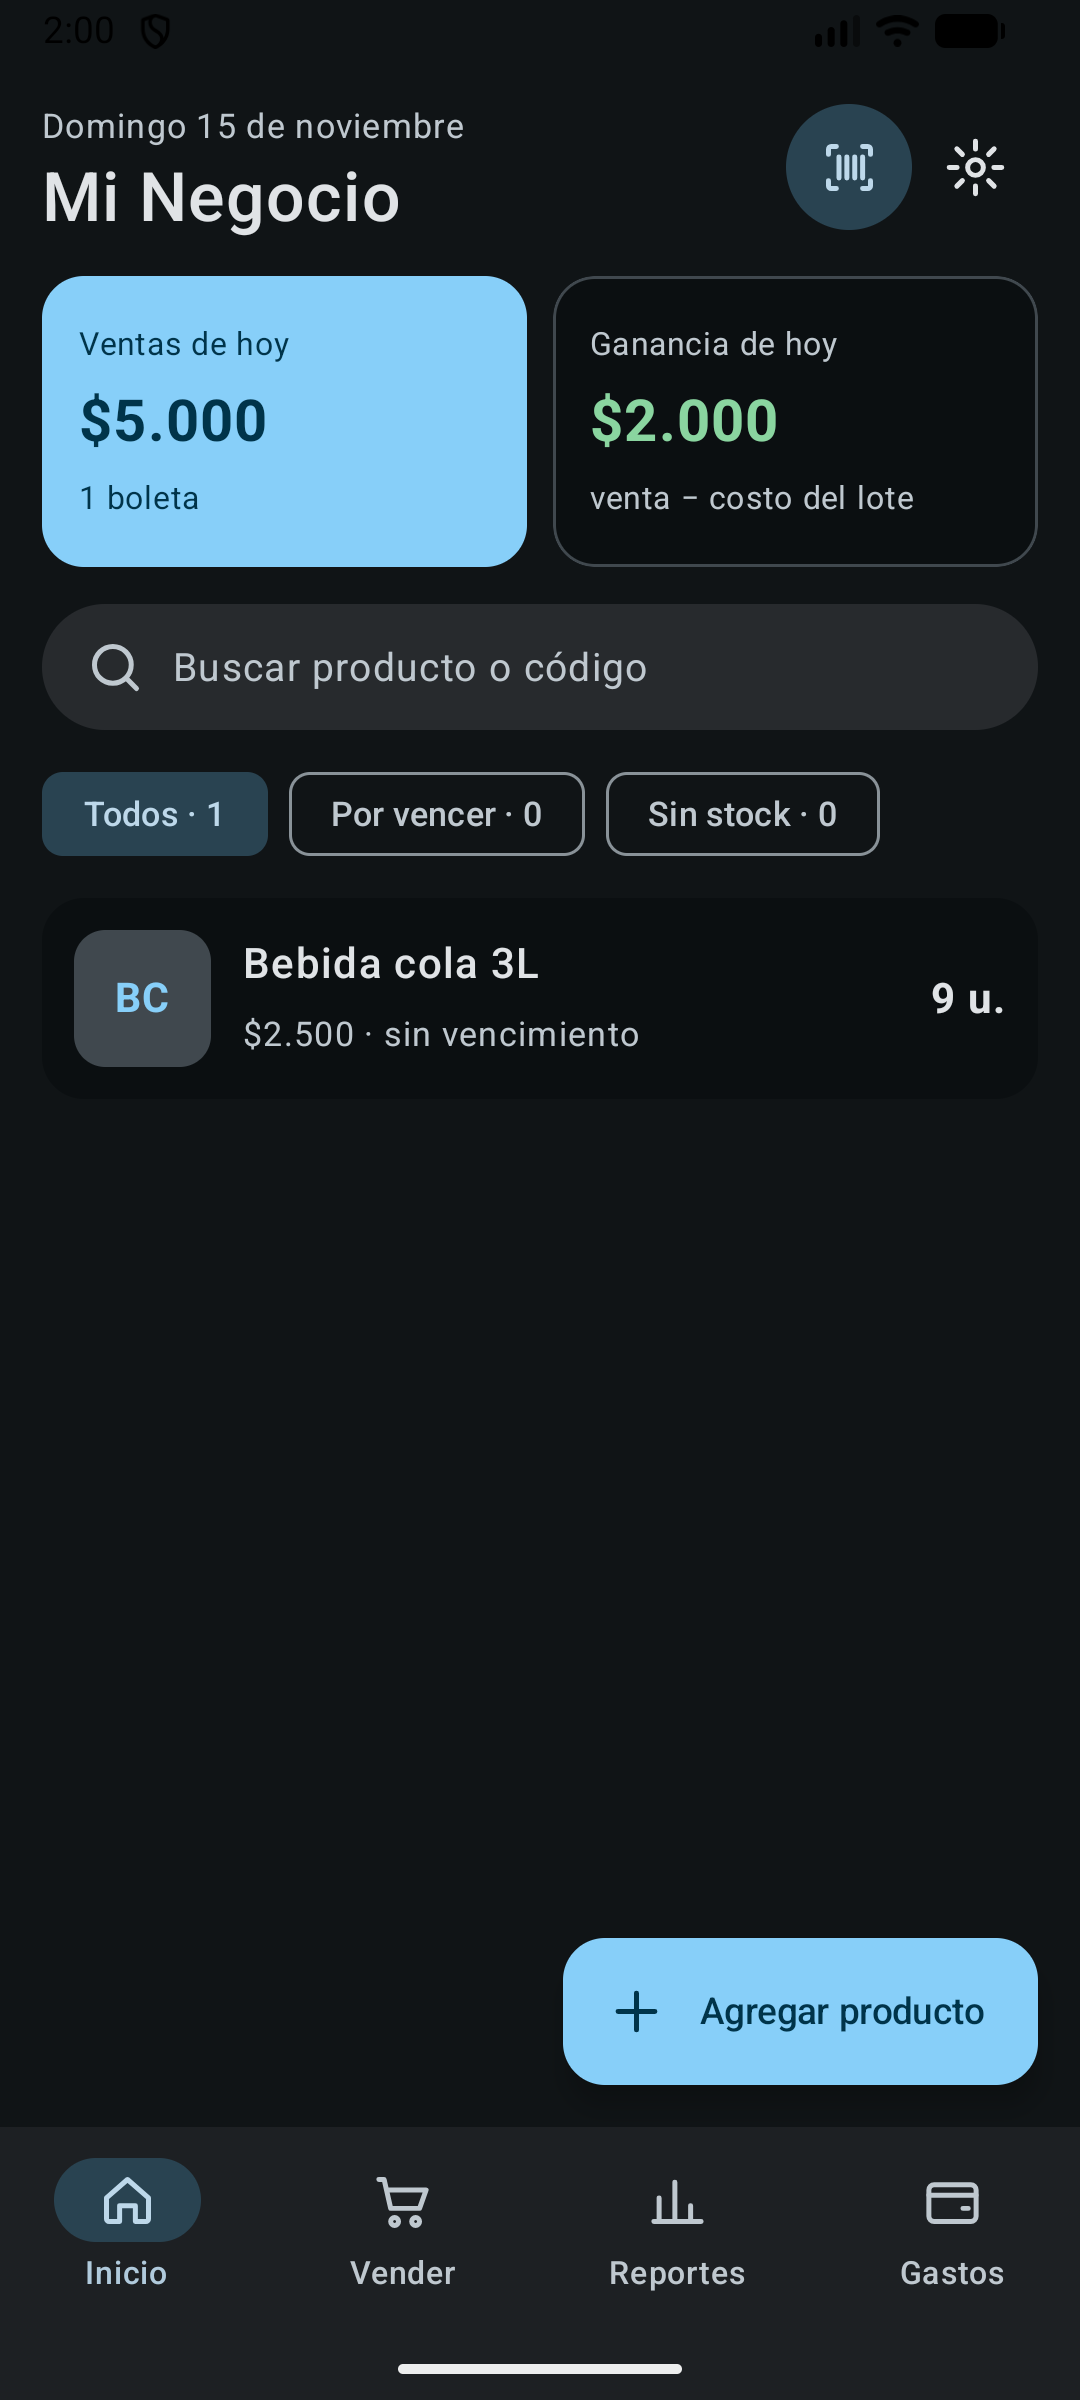 2:00
Domingo 15 de noviembre
Mi Negocio
Ventas de hoy
$5.000
1 boleta
Ganancia de hoy
$2.000
venta − costo del lote
Buscar producto o código
Todos · 1
Por vencer · 0
Sin stock · 0
BC
Bebida cola 3L
$2.500 · sin vencimiento
9 u.
Agregar producto
Inicio
Vender
Reportes
Gastos